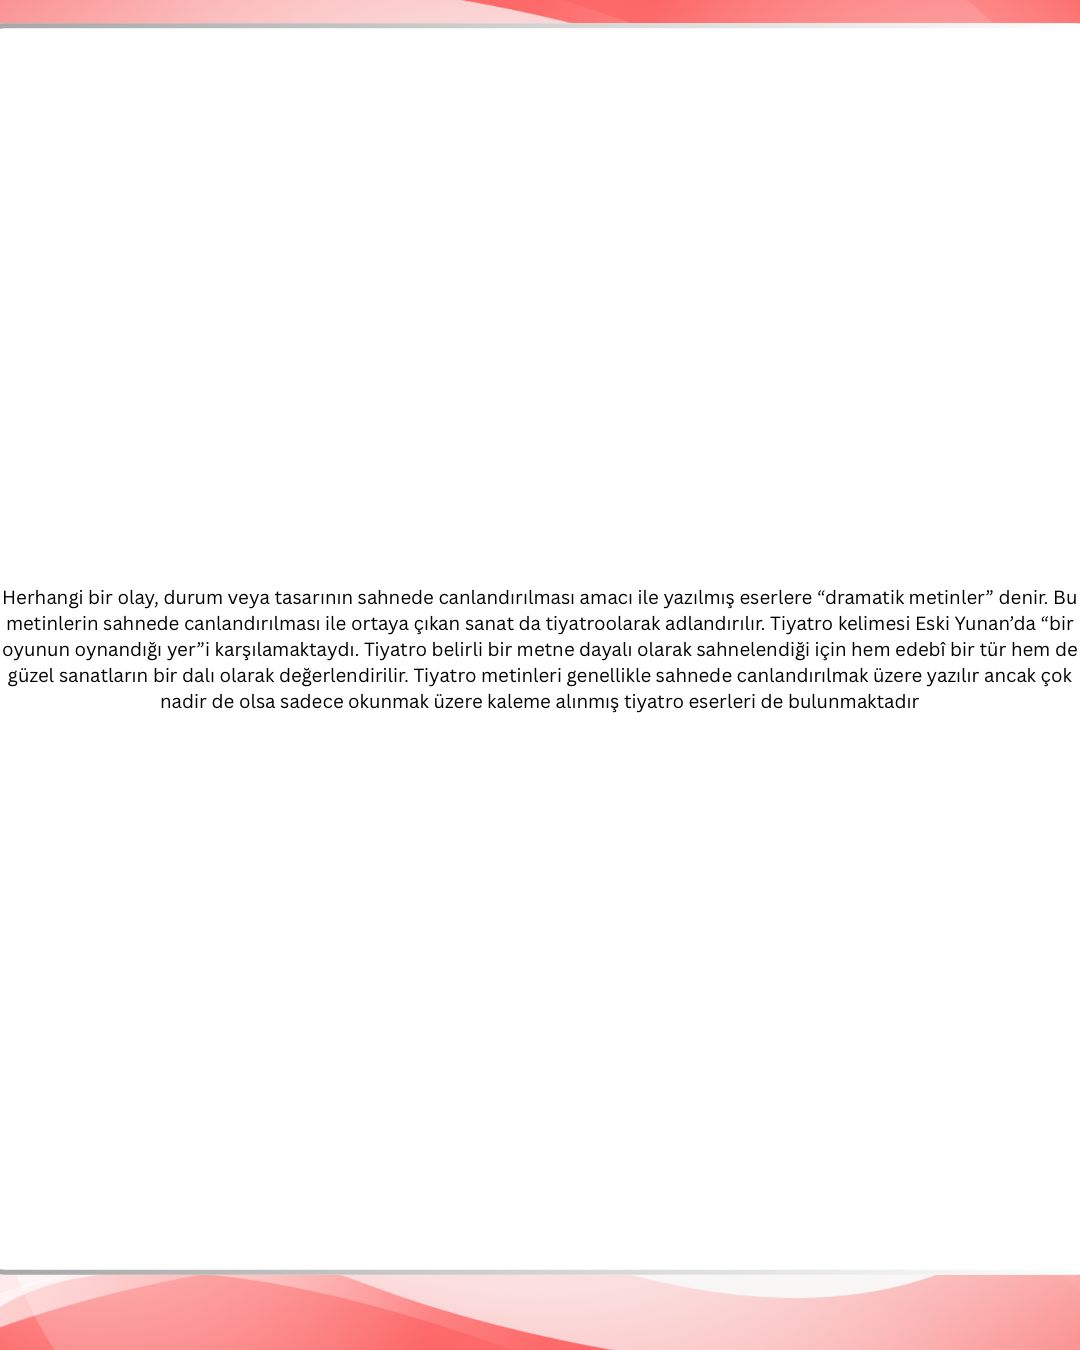 Herhangi bir olay, durum veya tasarının sahnede canlandırılması amacı ile yazılmış eserlere “dramatik metinler” denir. Bu
metinlerin sahnede canlandırılması ile ortaya çıkan sanat da tiyatroolarak adlandırılır. Tiyatro kelimesi Eski Yunan’da “bir
oyunun oynandığı yer”i karşılamaktaydı. Tiyatro belirli bir metne dayalı olarak sahnelendiği için hem edebî bir tür hem de
güzel sanatların bir dalı olarak değerlendirilir. Tiyatro metinleri genellikle sahnede canlandırılmak üzere yazılır ancak çok
nadir de olsa sadece okunmak üzere kaleme alınmış tiyatro eserleri de bulunmaktadır